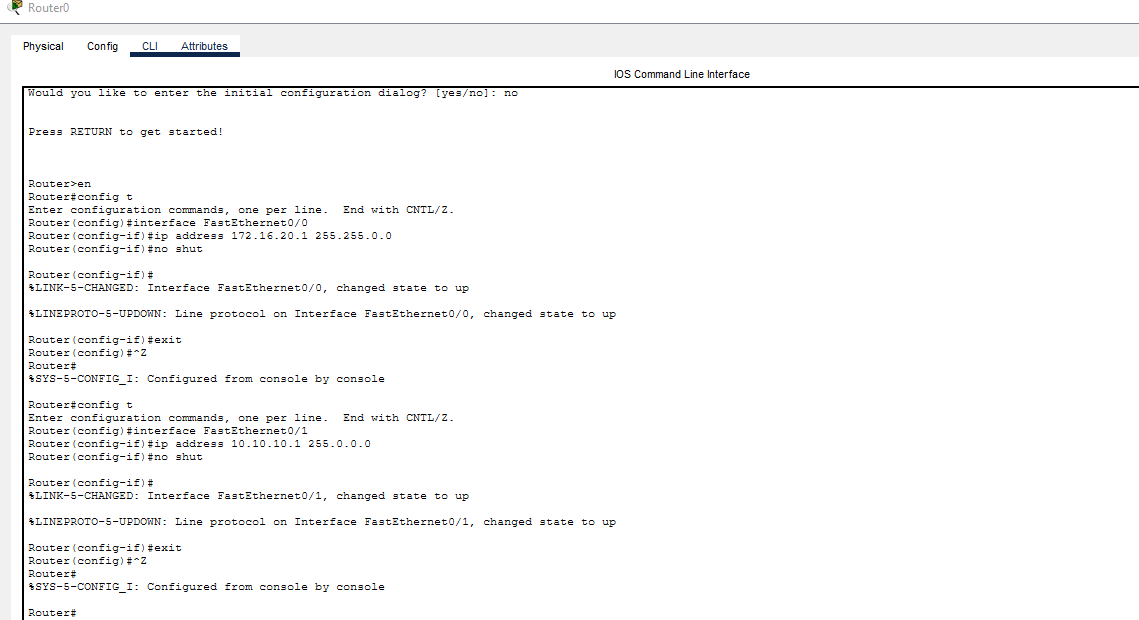 Router0
Physical Config CLI Attributes
IOS Command Line Interface
Would you like to enter the initial configuration dialog? [yes/no]: no
Press RETURN to get started!
Router>en
Router#config t
Enter configuration commands, one per line.  End with CNTL/Z.
Router(config)#interface FastEthernet0/0
Router(config-if)#ip address 172.16.20.1 255.255.0.0
Router(config-if)#no shut
Router(config-if)#
%LINK-5-CHANGED: Interface FastEthernet0/0, changed state to up
%LINEPROTO-5-UPDOWN: Line protocol on Interface FastEthernet0/0, changed state to up
Router(config-if)#exit
Router(config)#^Z
Router#
%SYS-5-CONFIG_I: Configured from console by console
Router#config t
Enter configuration commands, one per line.  End with CNTL/Z.
Router(config)#interface FastEthernet0/1
Router(config-if)#ip address 10.10.10.1 255.0.0.0
Router(config-if)#no shut
Router(config-if)#
%LINK-5-CHANGED: Interface FastEthernet0/1, changed state to up
%LINEPROTO-5-UPDOWN: Line protocol on Interface FastEthernet0/1, changed state to up
Router(config-if)#exit
Router(config)#^Z
Router#
%SYS-5-CONFIG_I: Configured from console by console
Router#